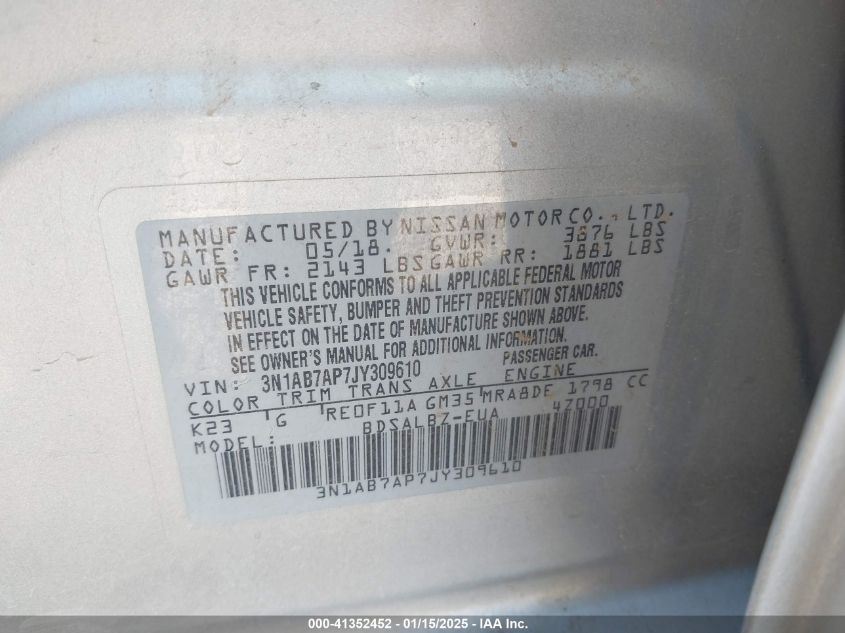 MANUFACTURED BY NISSAN MOTOR CO., LTD.
DATE: 05/18. GVWR: 3876 LBS
GAWR FR: 2143 LBS GAWR RR: 1881 LBS
THIS VEHICLE CONFORMS TO ALL APPLICABLE FEDERAL MOTOR
VEHICLE SAFETY, BUMPER AND THEFT PREVENTION STANDARDS
IN EFFECT ON THE DATE OF MANUFACTURE SHOWN ABOVE.
SEE OWNER'S MANUAL FOR ADDITIONAL INFORMATION.
VIN: 3N1AB7AP7JY309610 PASSENGER CAR.
COLOR TRIM TRANS AXLE ENGINE
K23 G RE0F11A GM35 MRA8DE 1798 CC
MODEL: BDSALBZ-EUA 4Z000
3N1AB7AP7JY309610
000-41352452 — 01/15/2025 - IAA Inc.